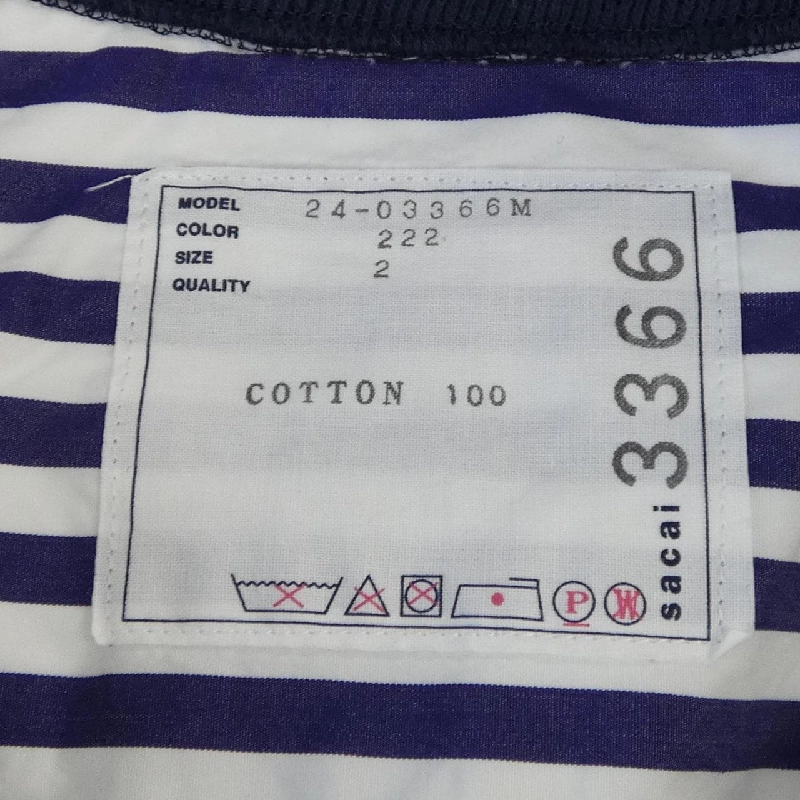 MODEL 24-03366M
COLOR 222
SIZE 2
QUALITY
COTTON 100
sacai 3366
P
W